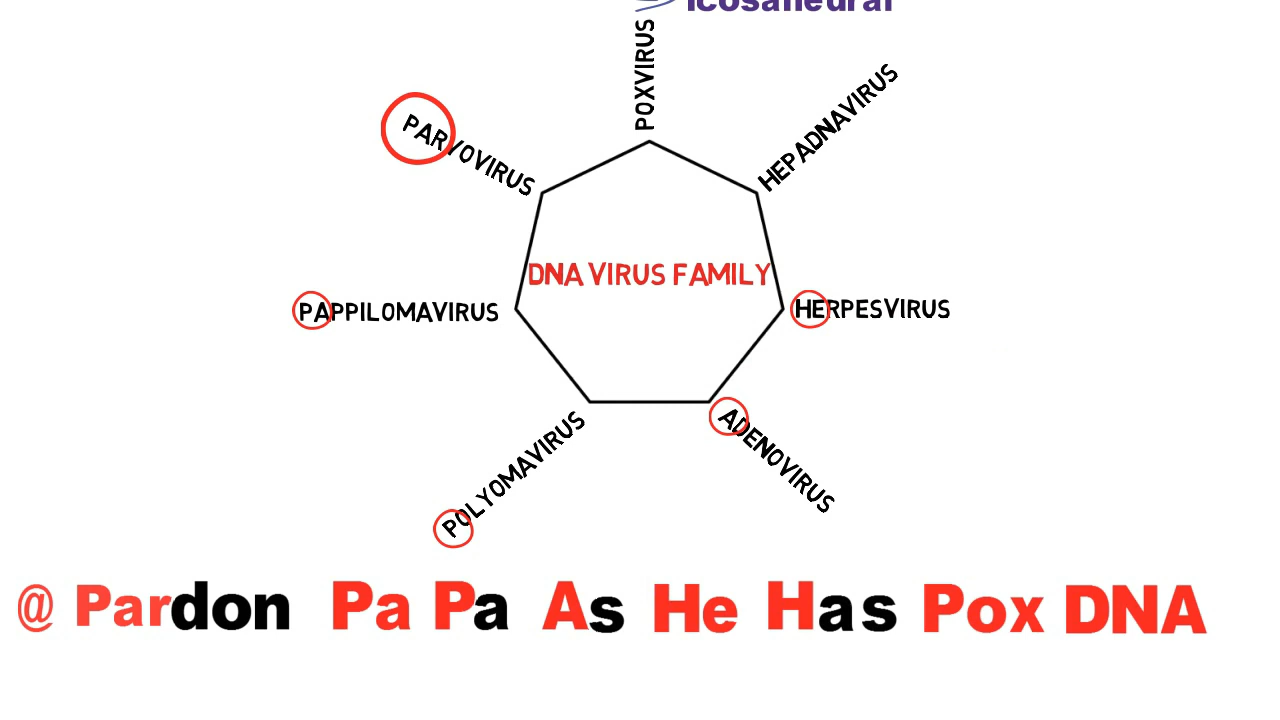 icosahedral
POXVIRUS
HEPADNAVIRUS
PARVOVIRUS
DNA VIRUS FAMILY
PAPPILOMAVIRUS
HERPESVIRUS
POLYOMAVIRUS
ADENOVIRUS
@ Pardon Pa Pa As He Has Pox DNA